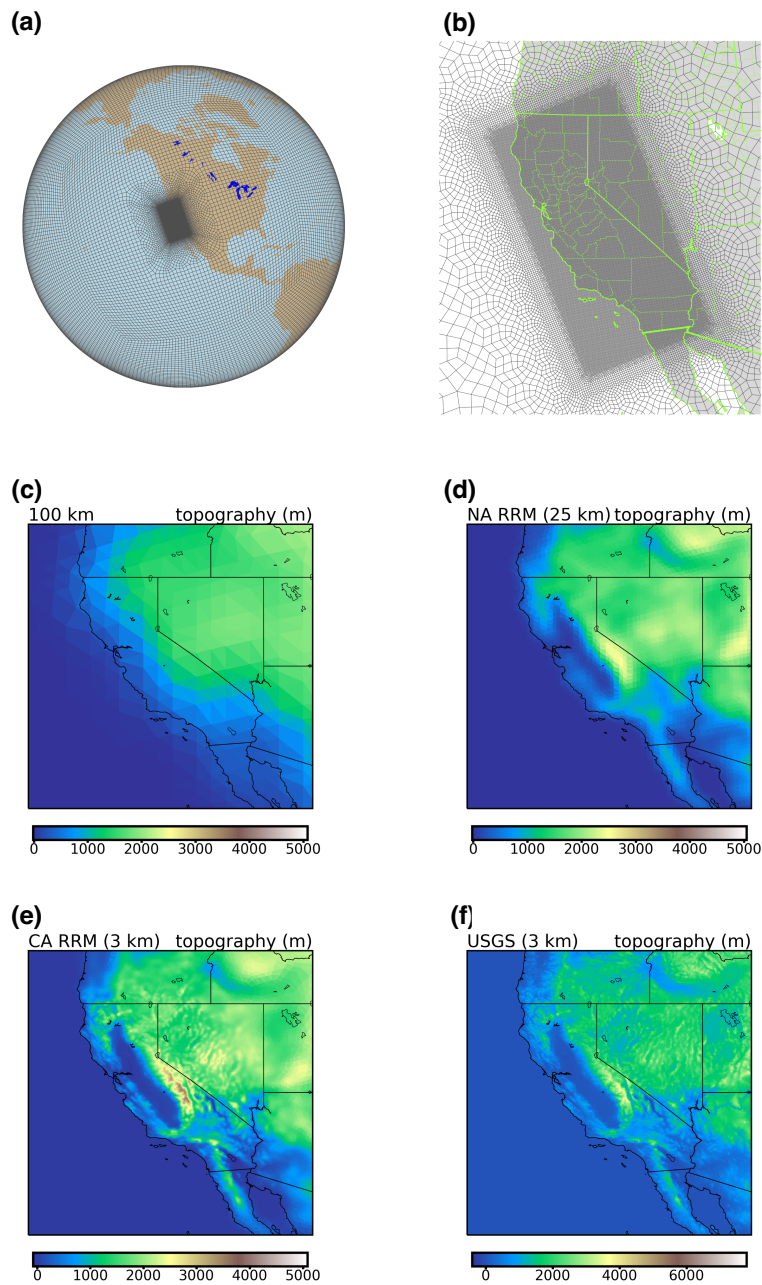 (a)
(b)
(c)
100 km topography (m)
0 1000 2000 3000 4000 5000
(d)
NA RRM (25 km) topography (m)
0 1000 2000 3000 4000 5000
(e)
CA RRM (3 km) topography (m)
0 1000 2000 3000 4000 5000
(f)
USGS (3 km) topography (m)
0 2000 4000 6000